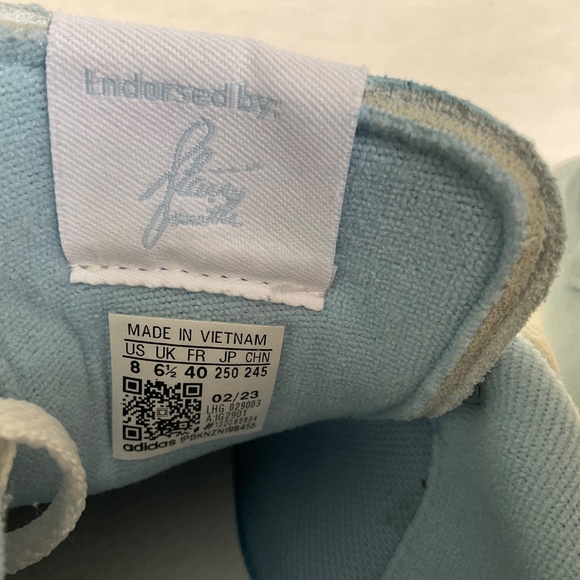 Endorsed by:
MADE IN VIETNAM
US UK FR JP CHN
8 6½ 40 250 245
02/23
LHG 029003
adidas